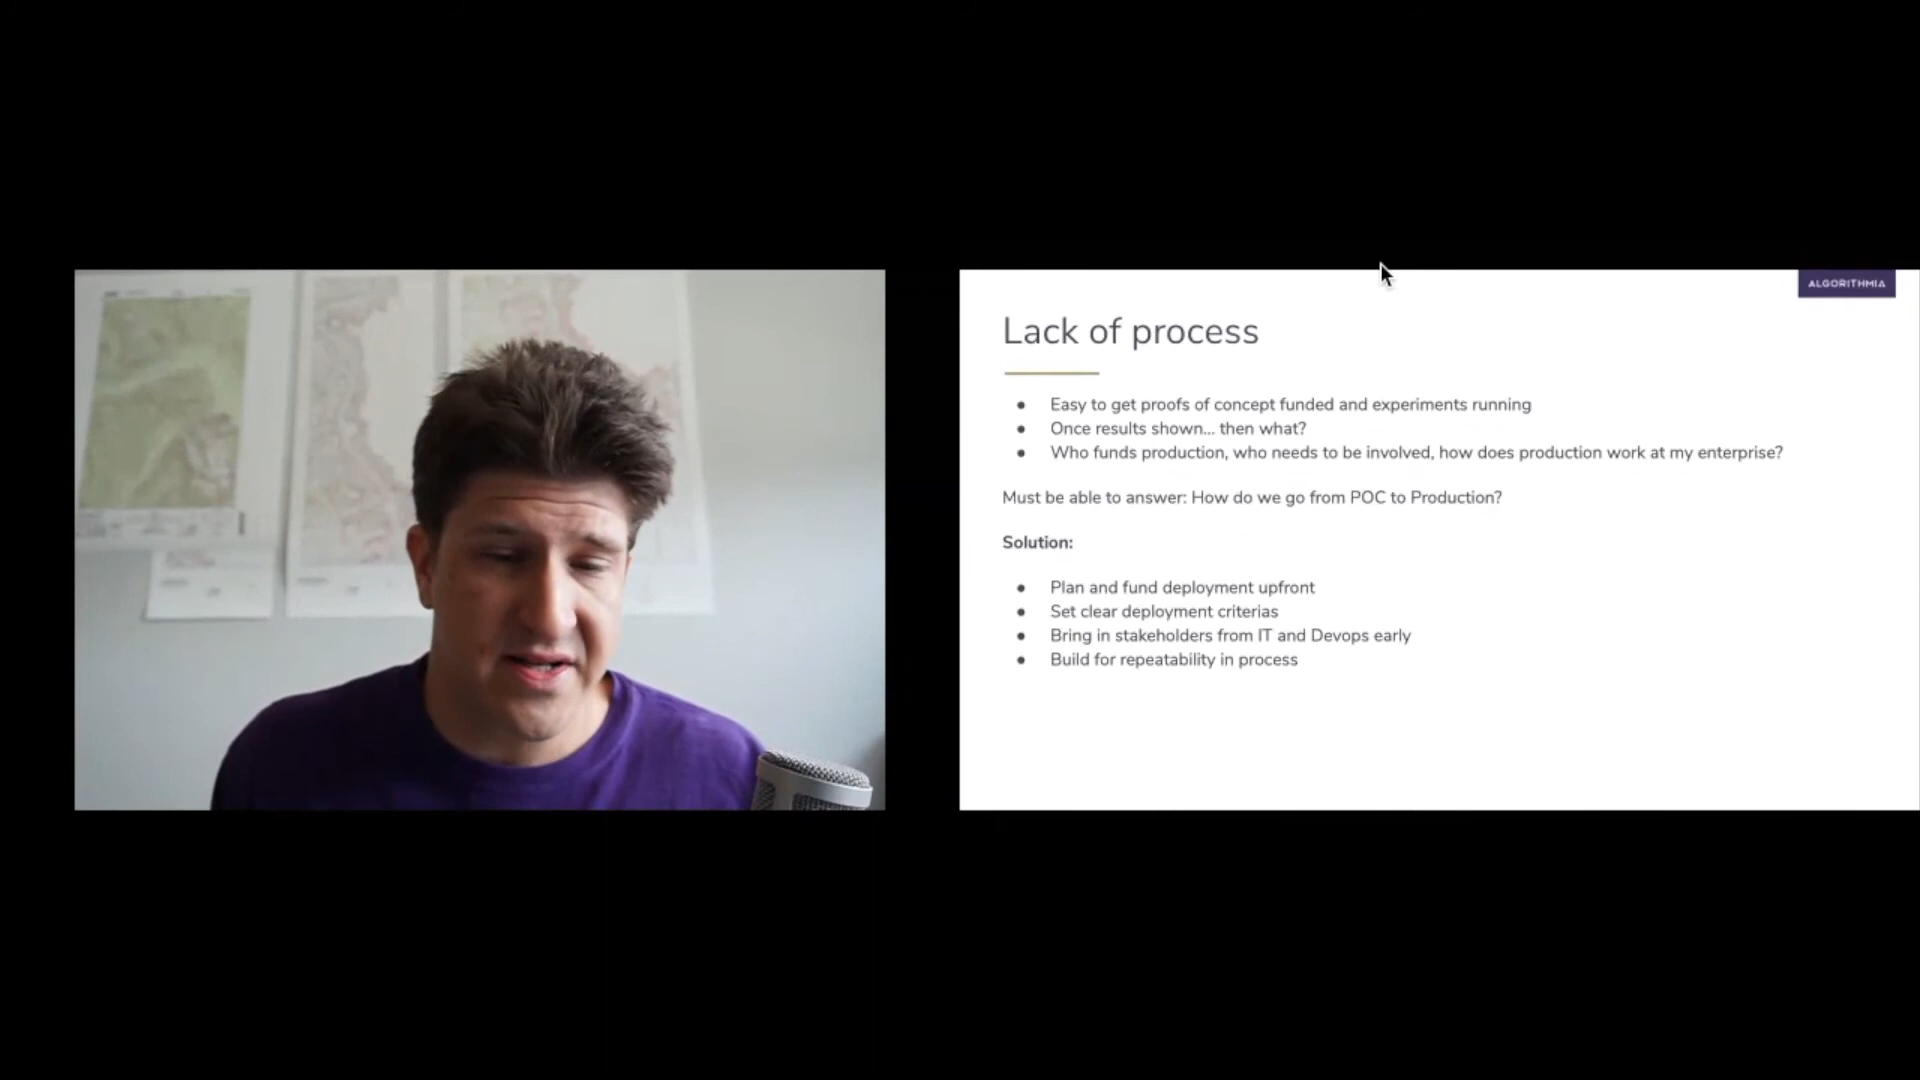 ALGORITHMIA
Lack of process
● Easy to get proofs of concept funded and experiments running
● Once results shown... then what?
● Who funds production, who needs to be involved, how does production work at my enterprise?
Must be able to answer: How do we go from POC to Production?
Solution:
● Plan and fund deployment upfront
● Set clear deployment criterias
● Bring in stakeholders from IT and Devops early
● Build for repeatability in process